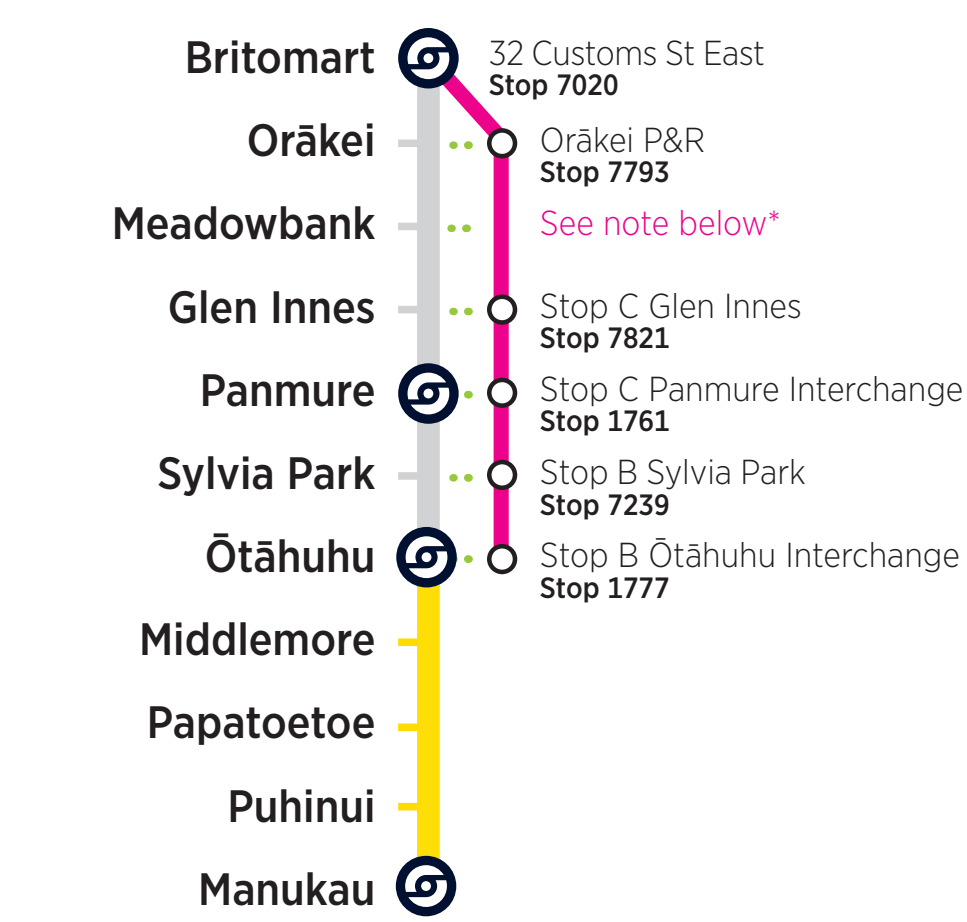 Britomart
32 Customs St East
Stop 7020
Orākei
Orākei P&R
Stop 7793
Meadowbank
See note below*
Glen Innes
Stop C Glen Innes
Stop 7821
Panmure
Stop C Panmure Interchange
Stop 1761
Sylvia Park
Stop B Sylvia Park
Stop 7239
Ōtāhuhu
Stop B Ōtāhuhu Interchange
Stop 1777
Middlemore
Papatoetoe
Puhinui
Manukau